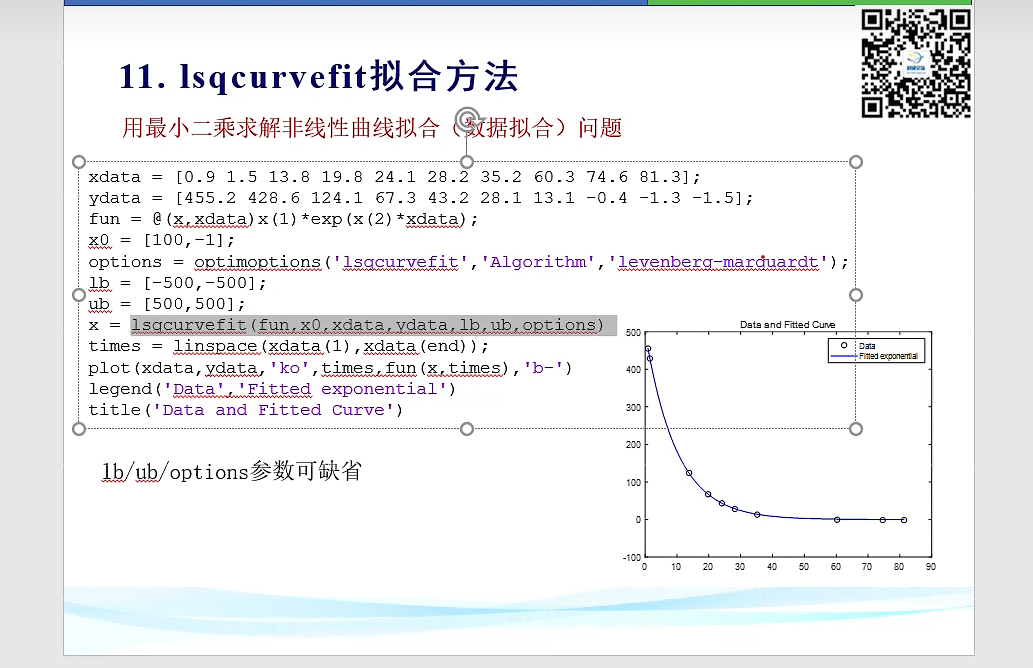 11. lsqcurvefit拟合方法
用最小二乘求解非线性曲线拟合（数据拟合）问题
xdata = [0.9 1.5 13.8 19.8 24.1 28.2 35.2 60.3 74.6 81.3];
ydata = [455.2 428.6 124.1 67.3 43.2 28.1 13.1 -0.4 -1.3 -1.5];
fun = @(x,xdata)x(1)*exp(x(2)*xdata);
x0 = [100,-1];
options = optimoptions('lsqcurvefit','Algorithm','levenberg-marquardt');
lb = [-500,-500];
ub = [500,500];
x = lsqcurvefit(fun,x0,xdata,ydata,lb,ub,options)
times = linspace(xdata(1),xdata(end));
plot(xdata,ydata,'ko',times,fun(x,times),'b-')
legend('Data','Fitted exponential')
title('Data and Fitted Curve')
lb/ub/options参数可缺省
Data and Fitted Curve
Data
Fitted exponential
500
400
300
200
100
0
-100
0 10 20 30 40 50 60 70 80 90